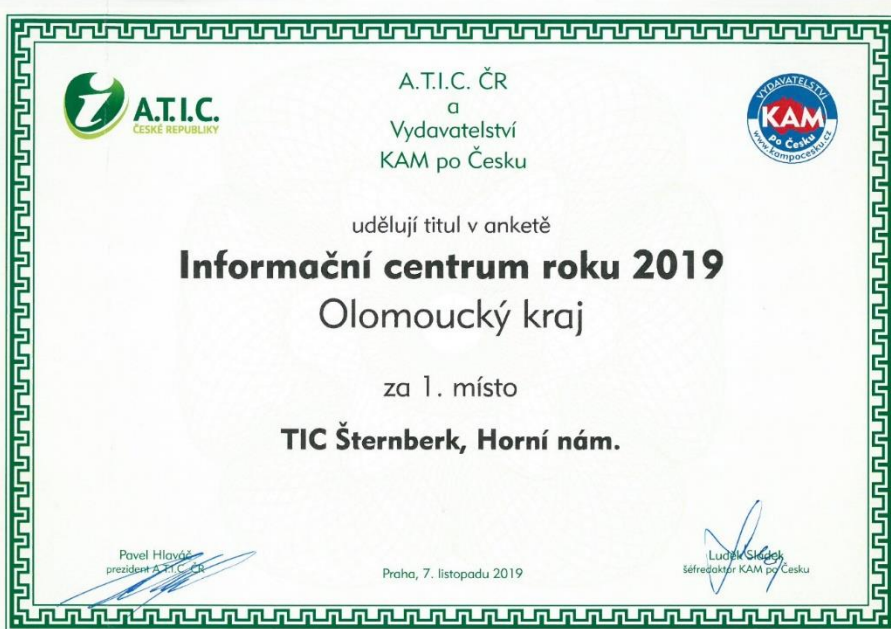 A.T.I.C.
ČESKÉ REPUBLIKY
A.T.I.C. ČR
a
Vydavatelství
KAM po Česku
VYDAVATELSTVÍ
KAM
po Česku
www.kampocesku.cz
udělují titul v anketě
Informační centrum roku 2019
Olomoucký kraj
za 1. místo
TIC Šternberk, Horní nám.
Pavel Hlaváč
prezident A.T.I.C. ČR
Praha, 7. listopadu 2019
Luděk Sládek
šéfredaktor KAM po Česku